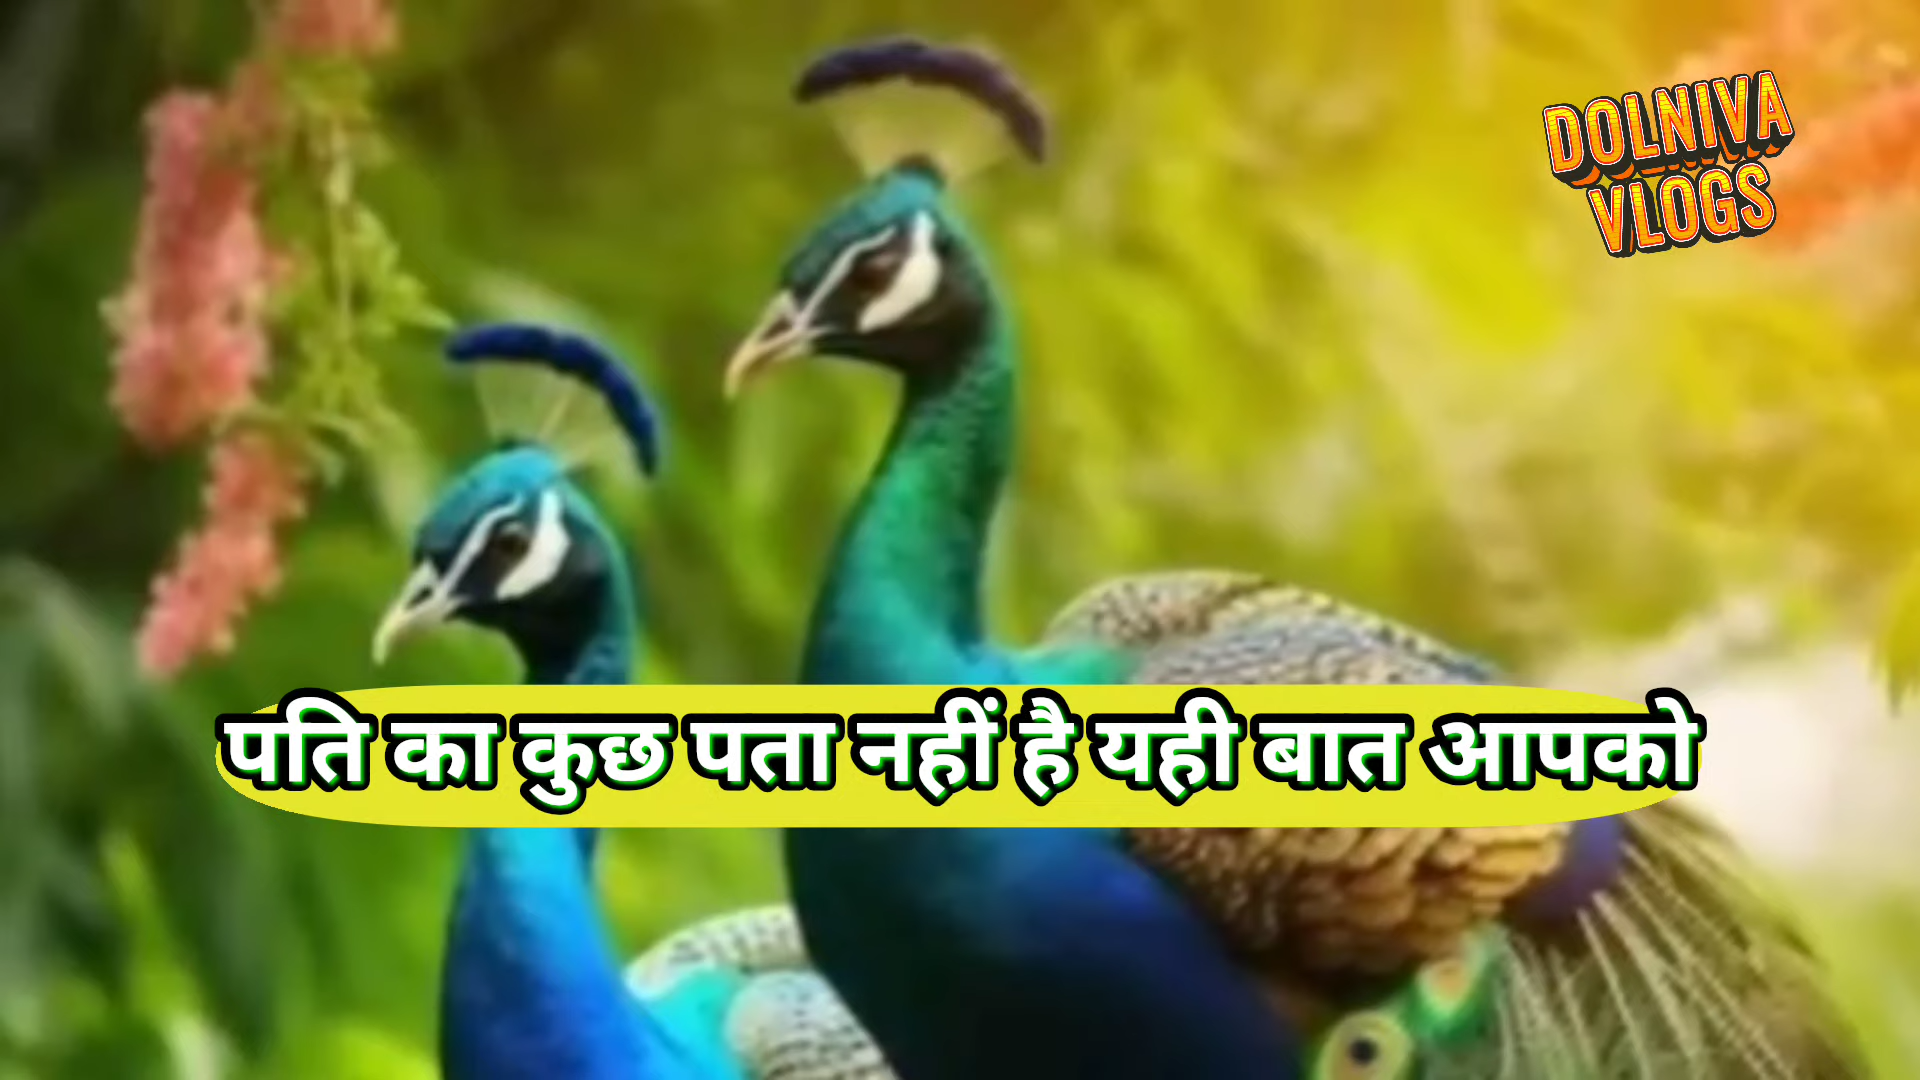 DOLNIVA
VLOGS
पति का कुछ पता नहीं है यही बात आपको